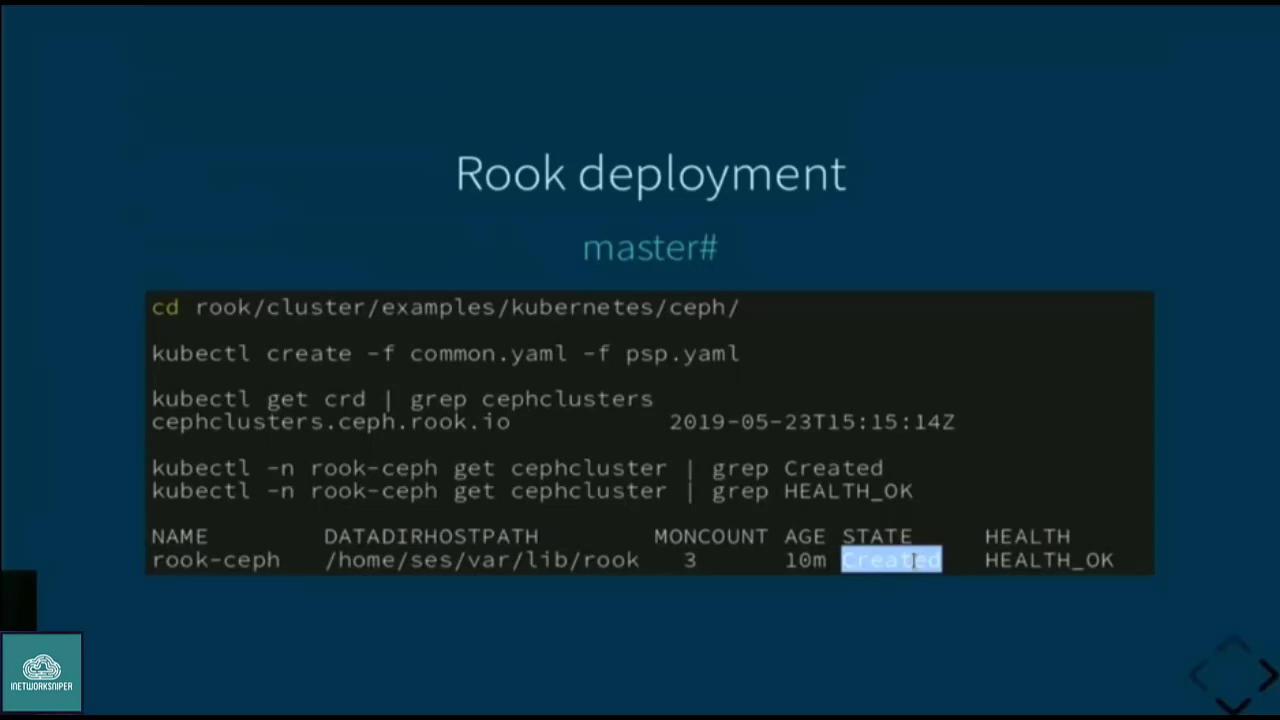 Rook deployment
master#
cd rook/cluster/examples/kubernetes/ceph/
kubectl create -f common.yaml -f psp.yaml
kubectl get crd | grep cephclusters
cephclusters.ceph.rook.io 2019-05-23T15:15:14Z
kubectl -n rook-ceph get cephcluster | grep Created
kubectl -n rook-ceph get cephcluster | grep HEALTH_OK
NAME DATADIRHOSTPATH MONCOUNT AGE STATE HEALTH
rook-ceph /home/ses/var/lib/rook 3 10m Created HEALTH_OK
INETWORKSNIPER